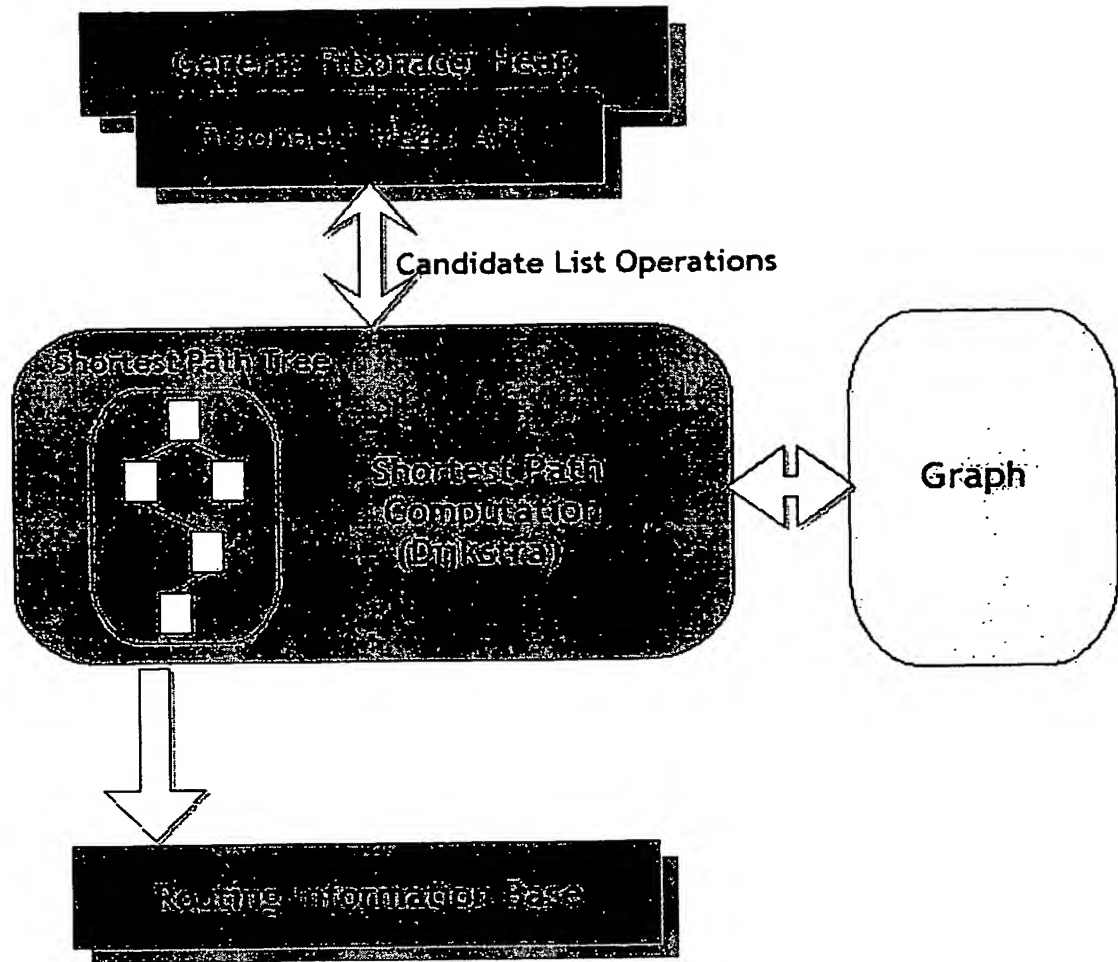 Generic Fibonacci Heap
Fibonacci Heap API
Candidate List Operations
Shortest Path Tree
Shortest Path
Computation
(Dijkstra)
Graph
Routing Information Base